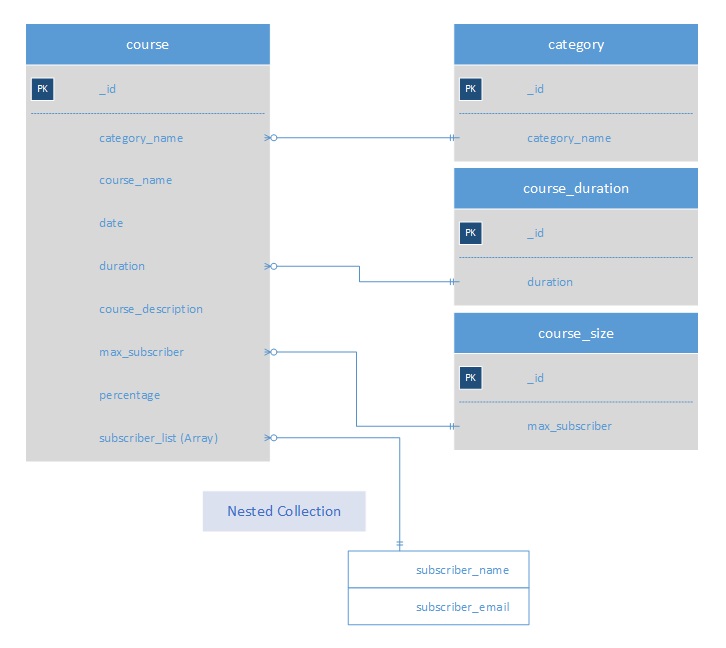 course
PK _id
category_name
course_name
date
duration
course_description
max_subscriber
percentage
subscriber_list (Array)
category
PK _id
category_name
course_duration
PK _id
duration
course_size
PK _id
max_subscriber
Nested Collection
subscriber_name
subscriber_email